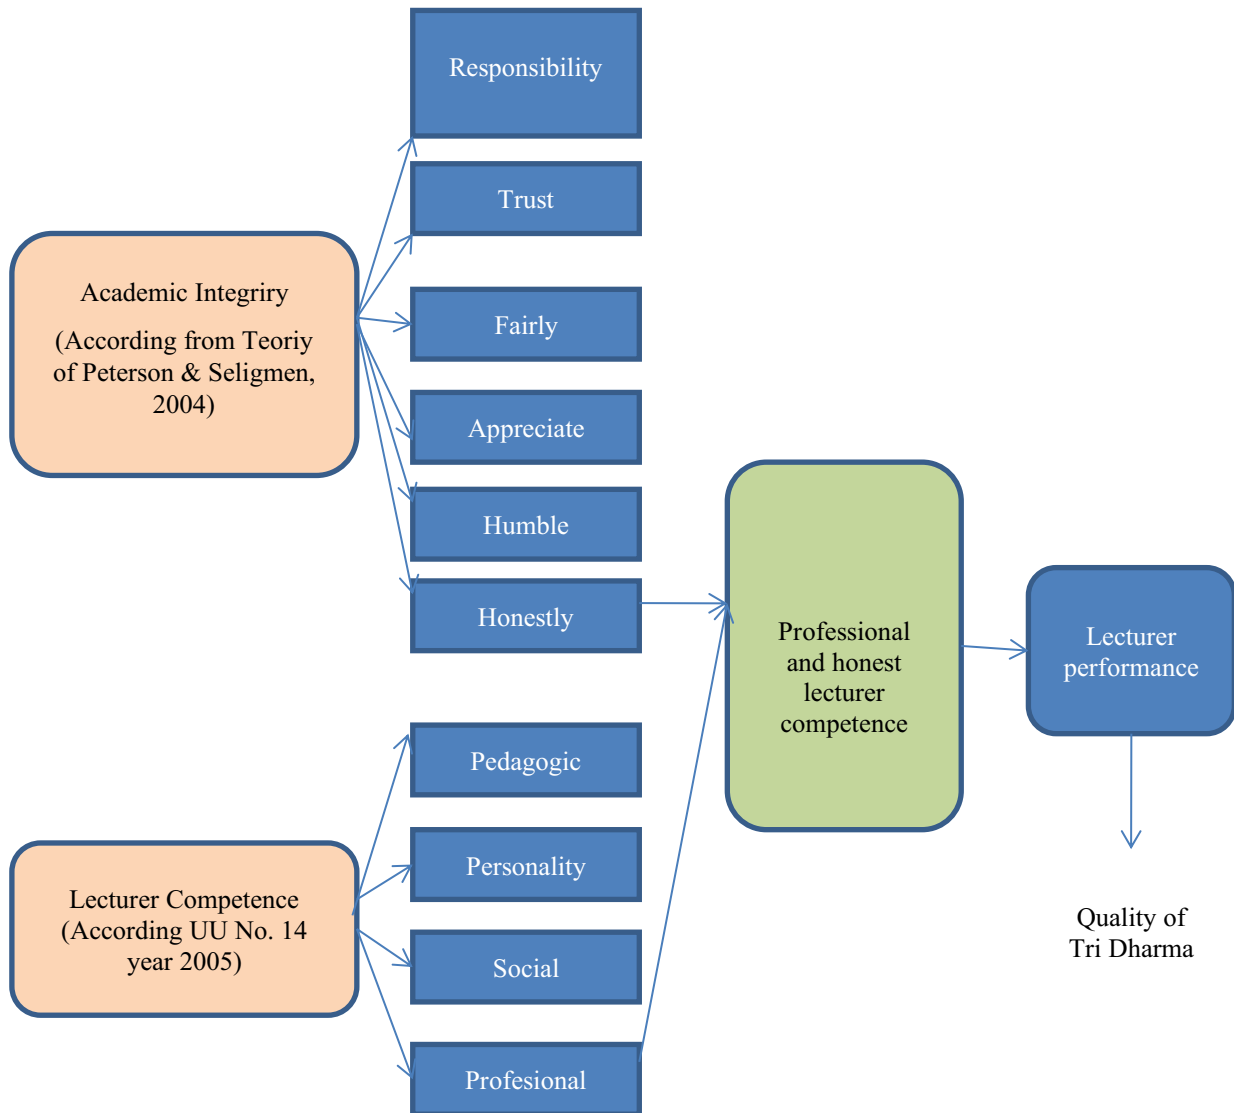 Responsibility
Trust
Academic Integriry
(According from Teoriy
of Peterson & Seligmen,
2004)
Fairly
Appreciate
Humble
Honestly
Professional
and honest
lecturer
competence
Lecturer
performance
Pedagogic
Personality
Lecturer Competence
(According UU No. 14
year 2005)
Social
Profesional
Quality of
Tri Dharma